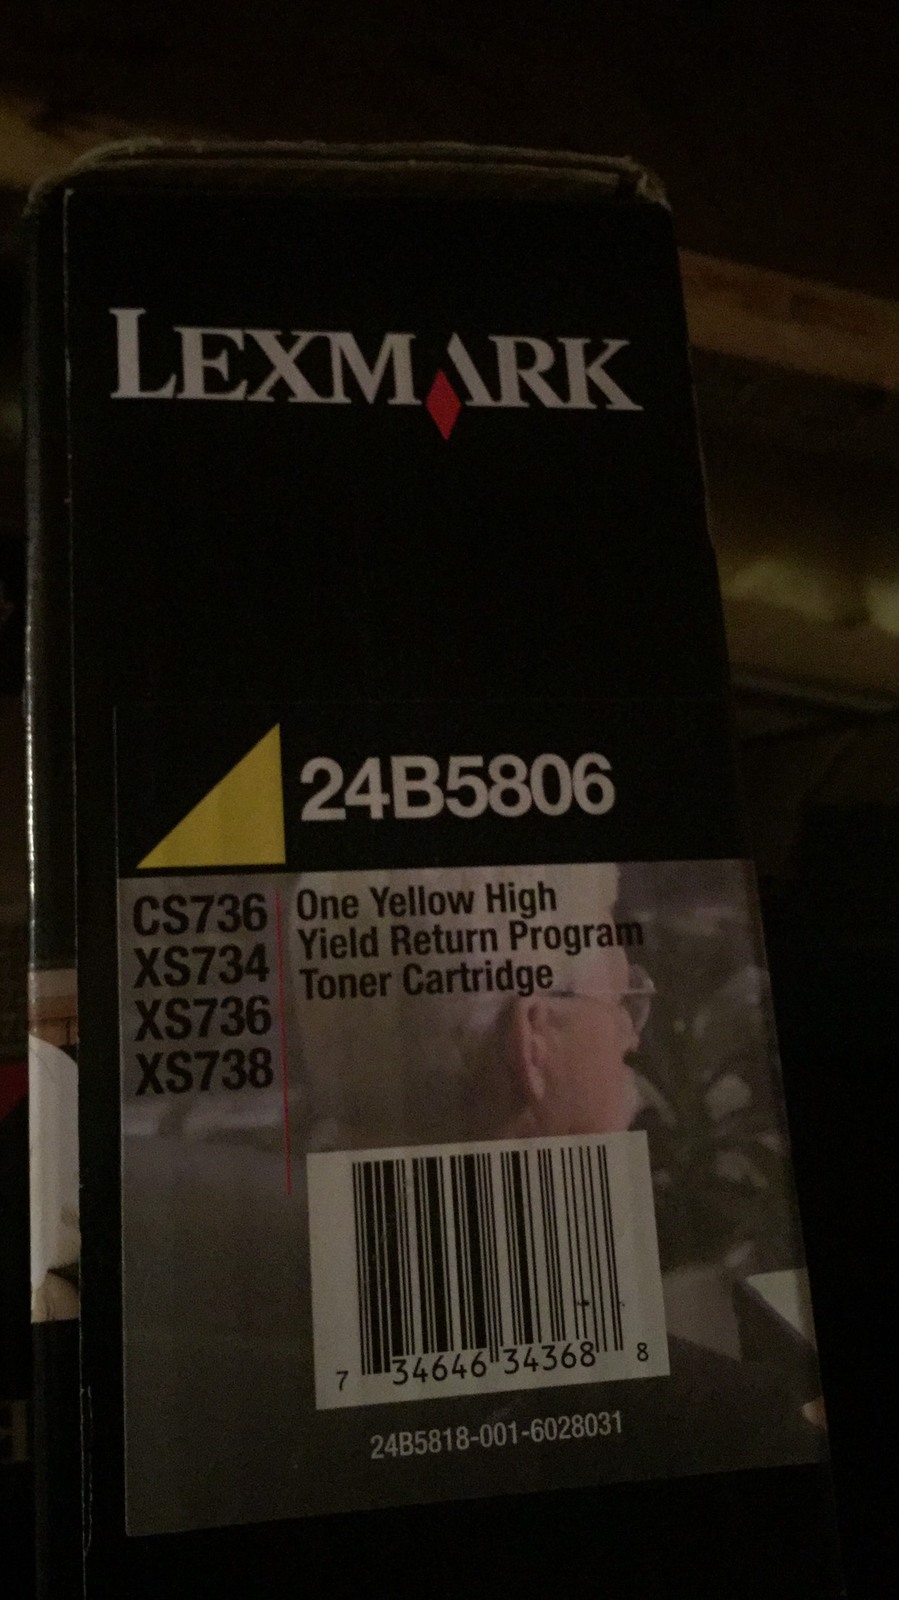 LEXMARK
24B5806
CS736
XS734
XS736
XS738
One Yellow High
Yield Return Program
Toner Cartridge
7 34646 34368 8
24B5818-001-6028031